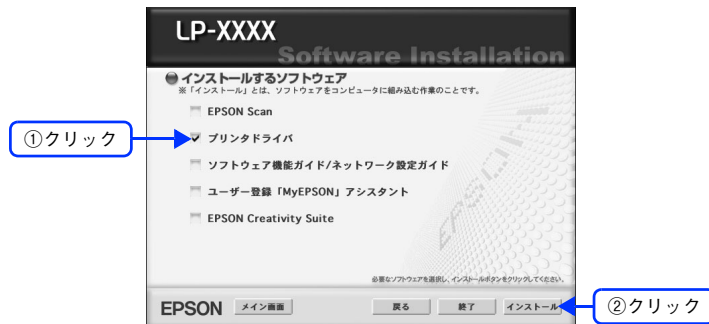 LP-XXXX
Software Installation
インストールするソフトウェア
※「インストール」とは、ソフトウェアをコンピュータに組み込む作業のことです。
EPSON Scan
①クリック
プリンタドライバ
ソフトウェア機能ガイド/ネットワーク設定ガイド
ユーザー登録「MyEPSON」アシスタント
EPSON Creativity Suite
EPSON
必要なソフトウェアを選択し、インストールボタンをクリックしてください。
EPSON メイン画面 戻る 終了 インストール
②クリック